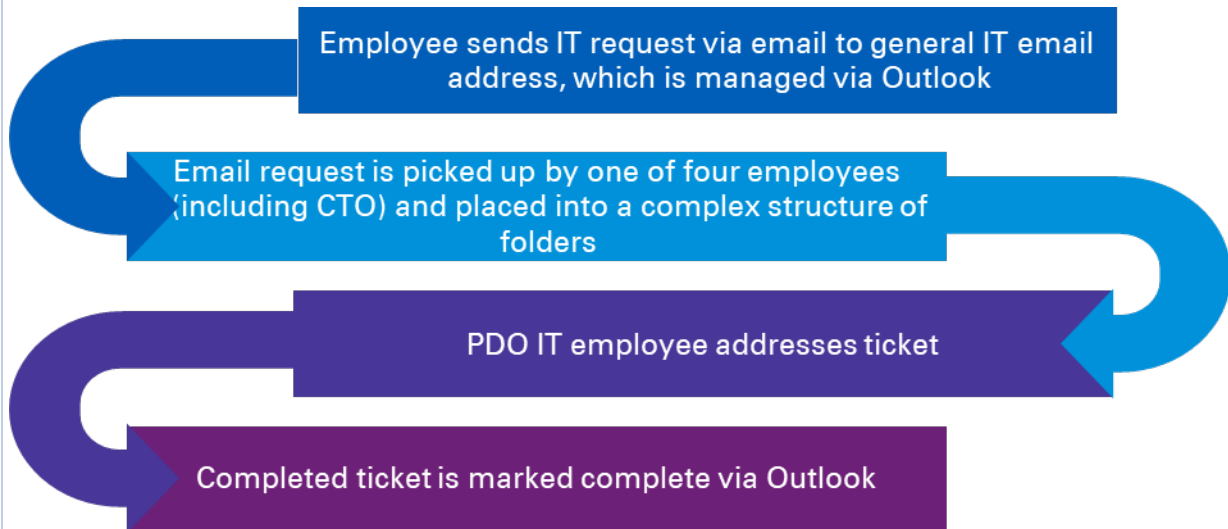 Employee sends IT request via email to general IT email
address, which is managed via Outlook
Email request is picked up by one of four employees
(including CTO) and placed into a complex structure of
folders
PDO IT employee addresses ticket
Completed ticket is marked complete via Outlook